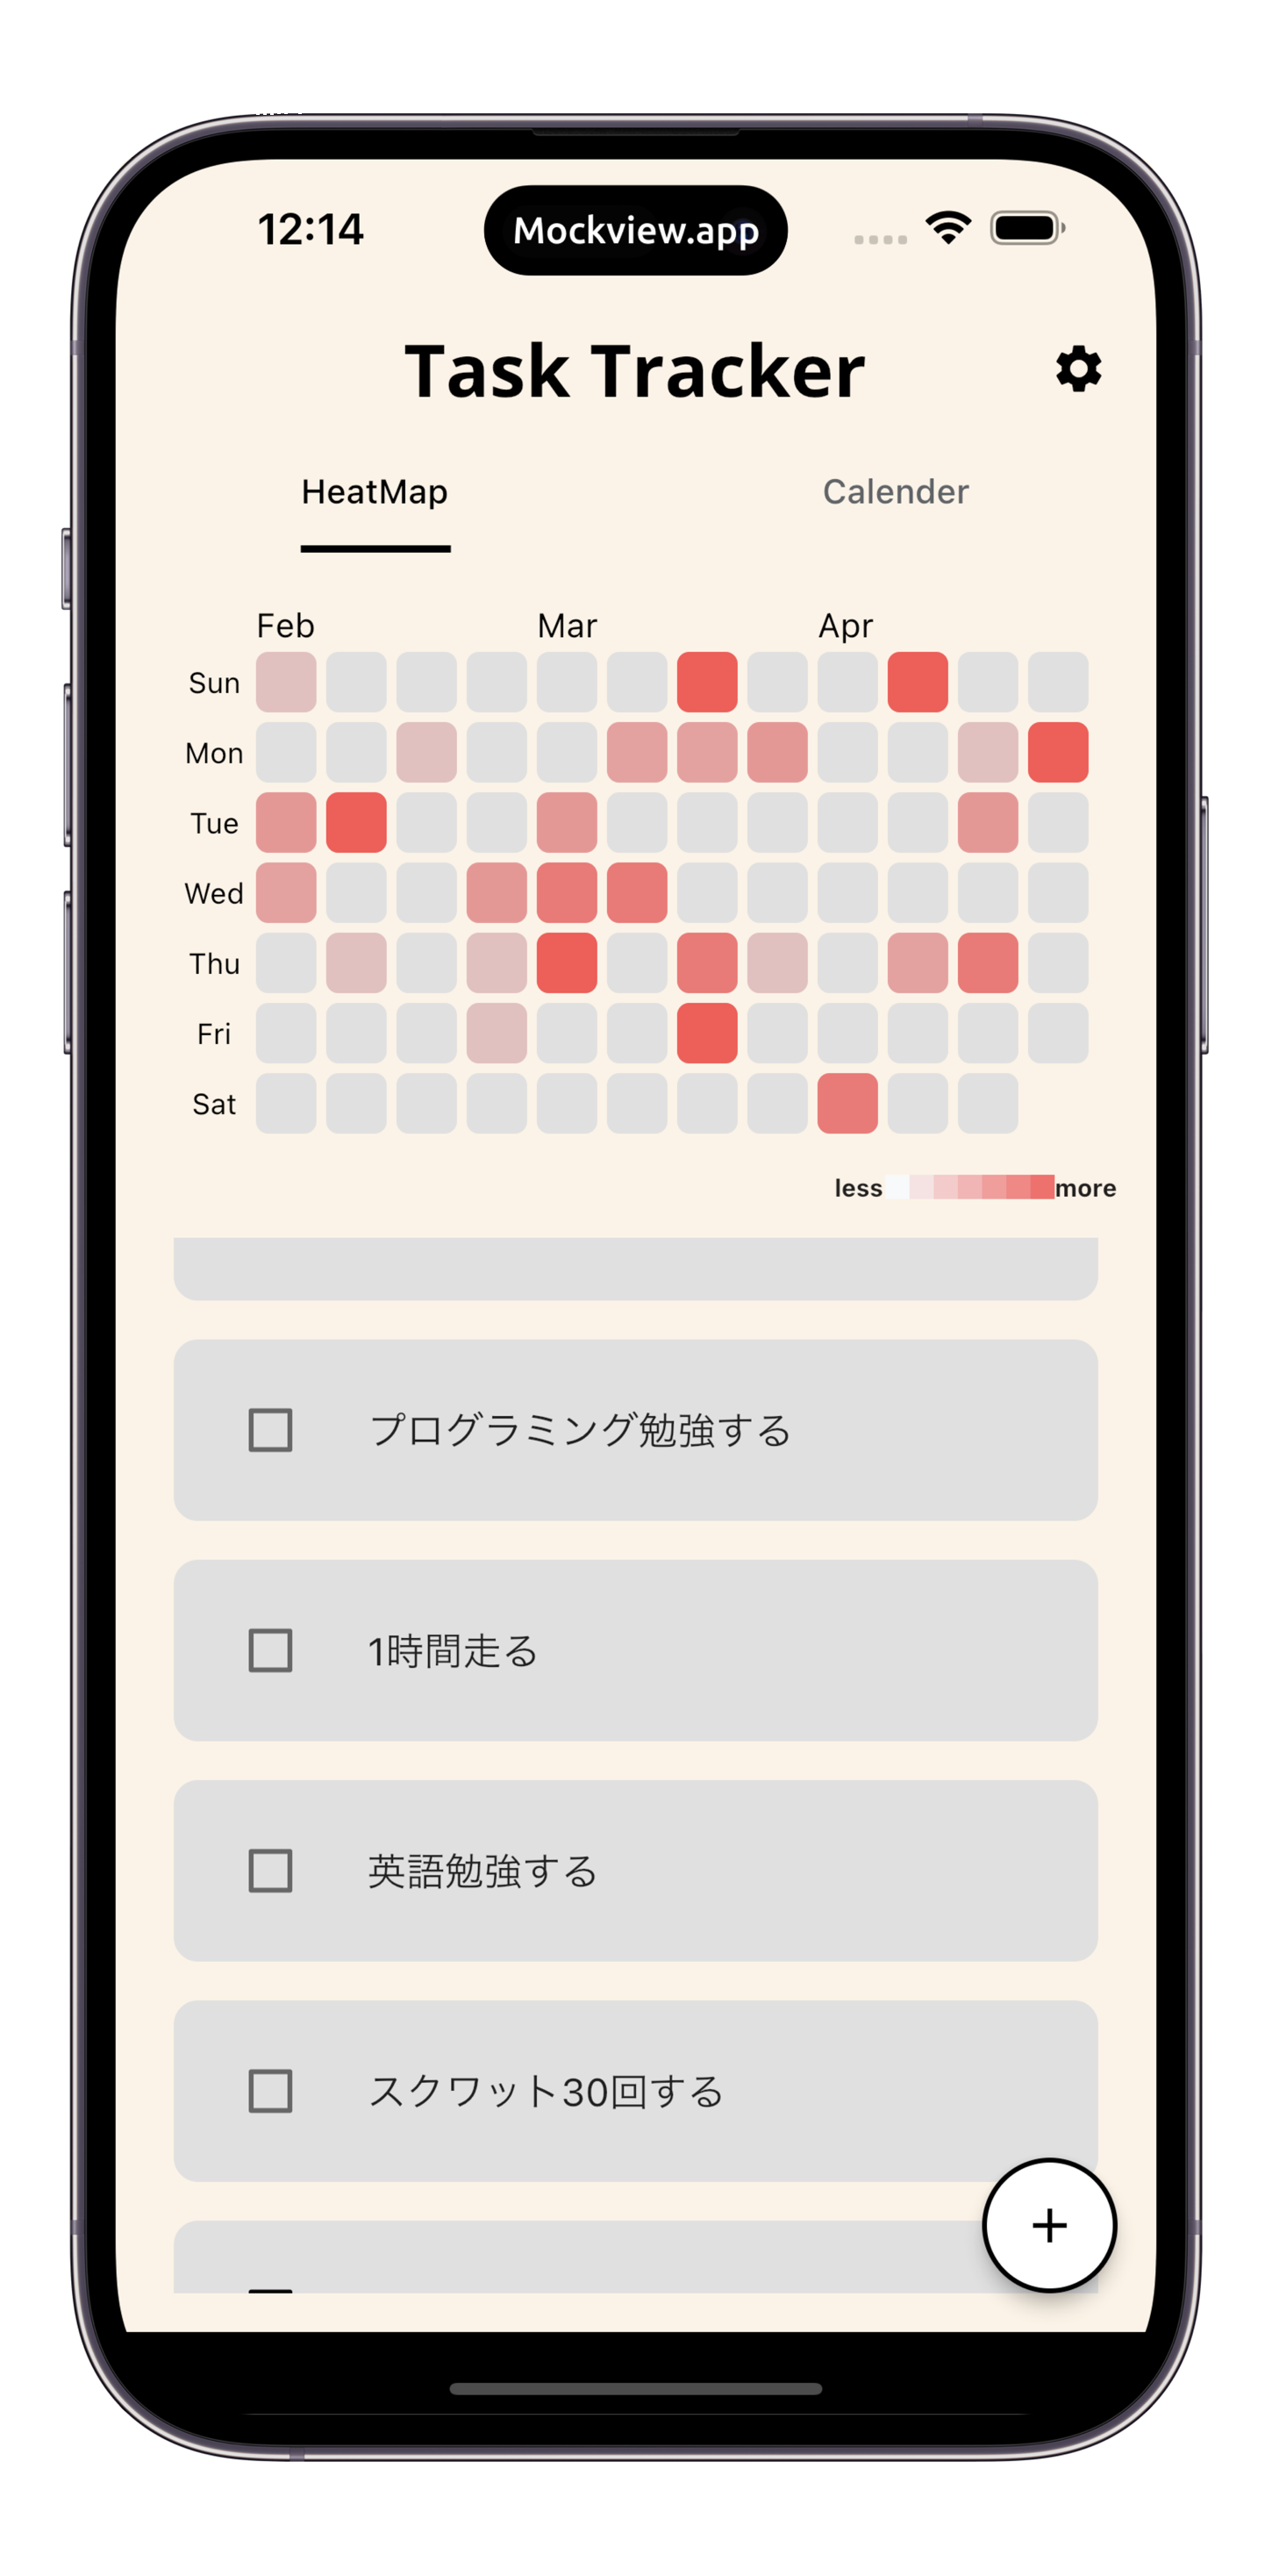 12:14 Mockview.app
Task Tracker
HeatMap Calender
Feb Mar Apr
Sun
Mon
Tue
Wed
Thu
Fri
Sat
less more
プログラミング勉強する
1時間走る
英語勉強する
スクワット30回する
+